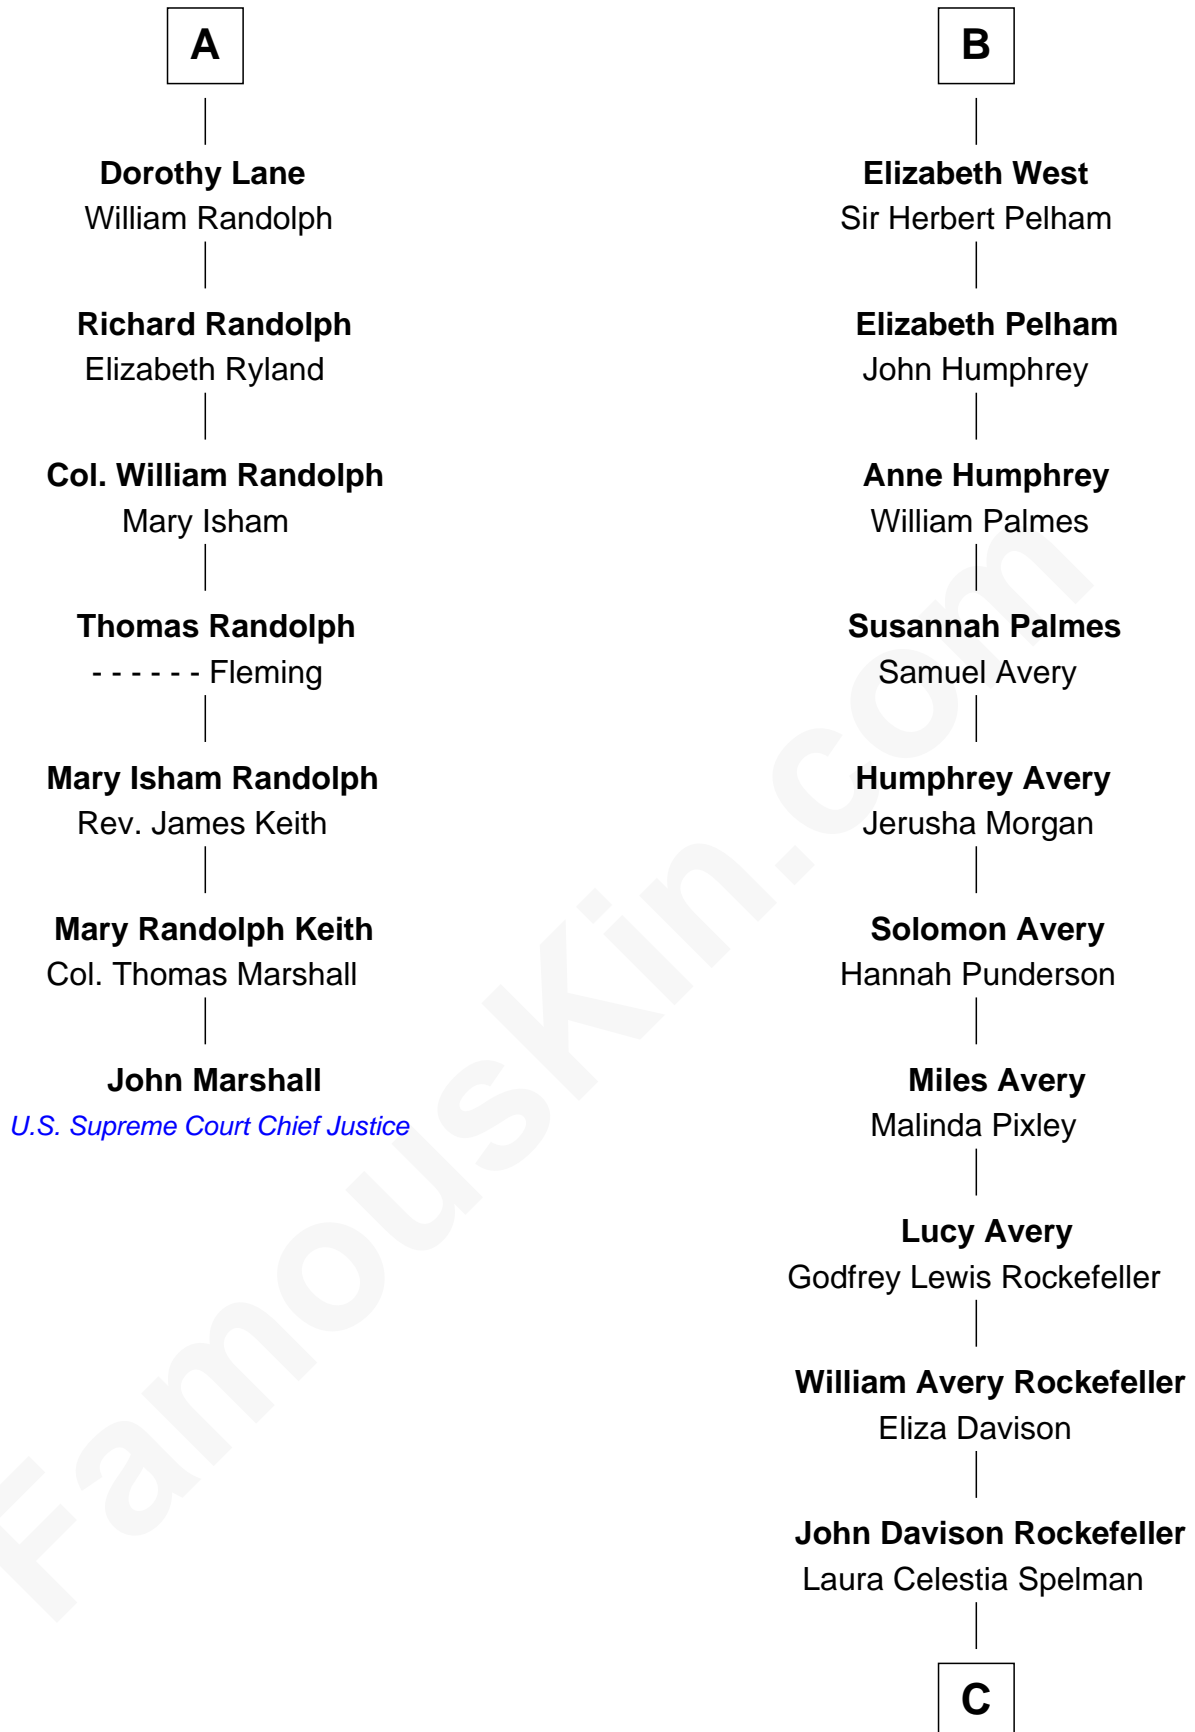 A
Dorothy Lane
William Randolph
Richard Randolph
Elizabeth Ryland
Col. William Randolph
Mary Isham
Thomas Randolph
- - - - - - Fleming
Mary Isham Randolph
Rev. James Keith
Mary Randolph Keith
Col. Thomas Marshall
John Marshall
U.S. Supreme Court Chief Justice
B
Elizabeth West
Sir Herbert Pelham
Elizabeth Pelham
John Humphrey
Anne Humphrey
William Palmes
Susannah Palmes
Samuel Avery
Humphrey Avery
Jerusha Morgan
Solomon Avery
Hannah Punderson
Miles Avery
Malinda Pixley
Lucy Avery
Godfrey Lewis Rockefeller
William Avery Rockefeller
Eliza Davison
John Davison Rockefeller
Laura Celestia Spelman
C
FamousKin.com